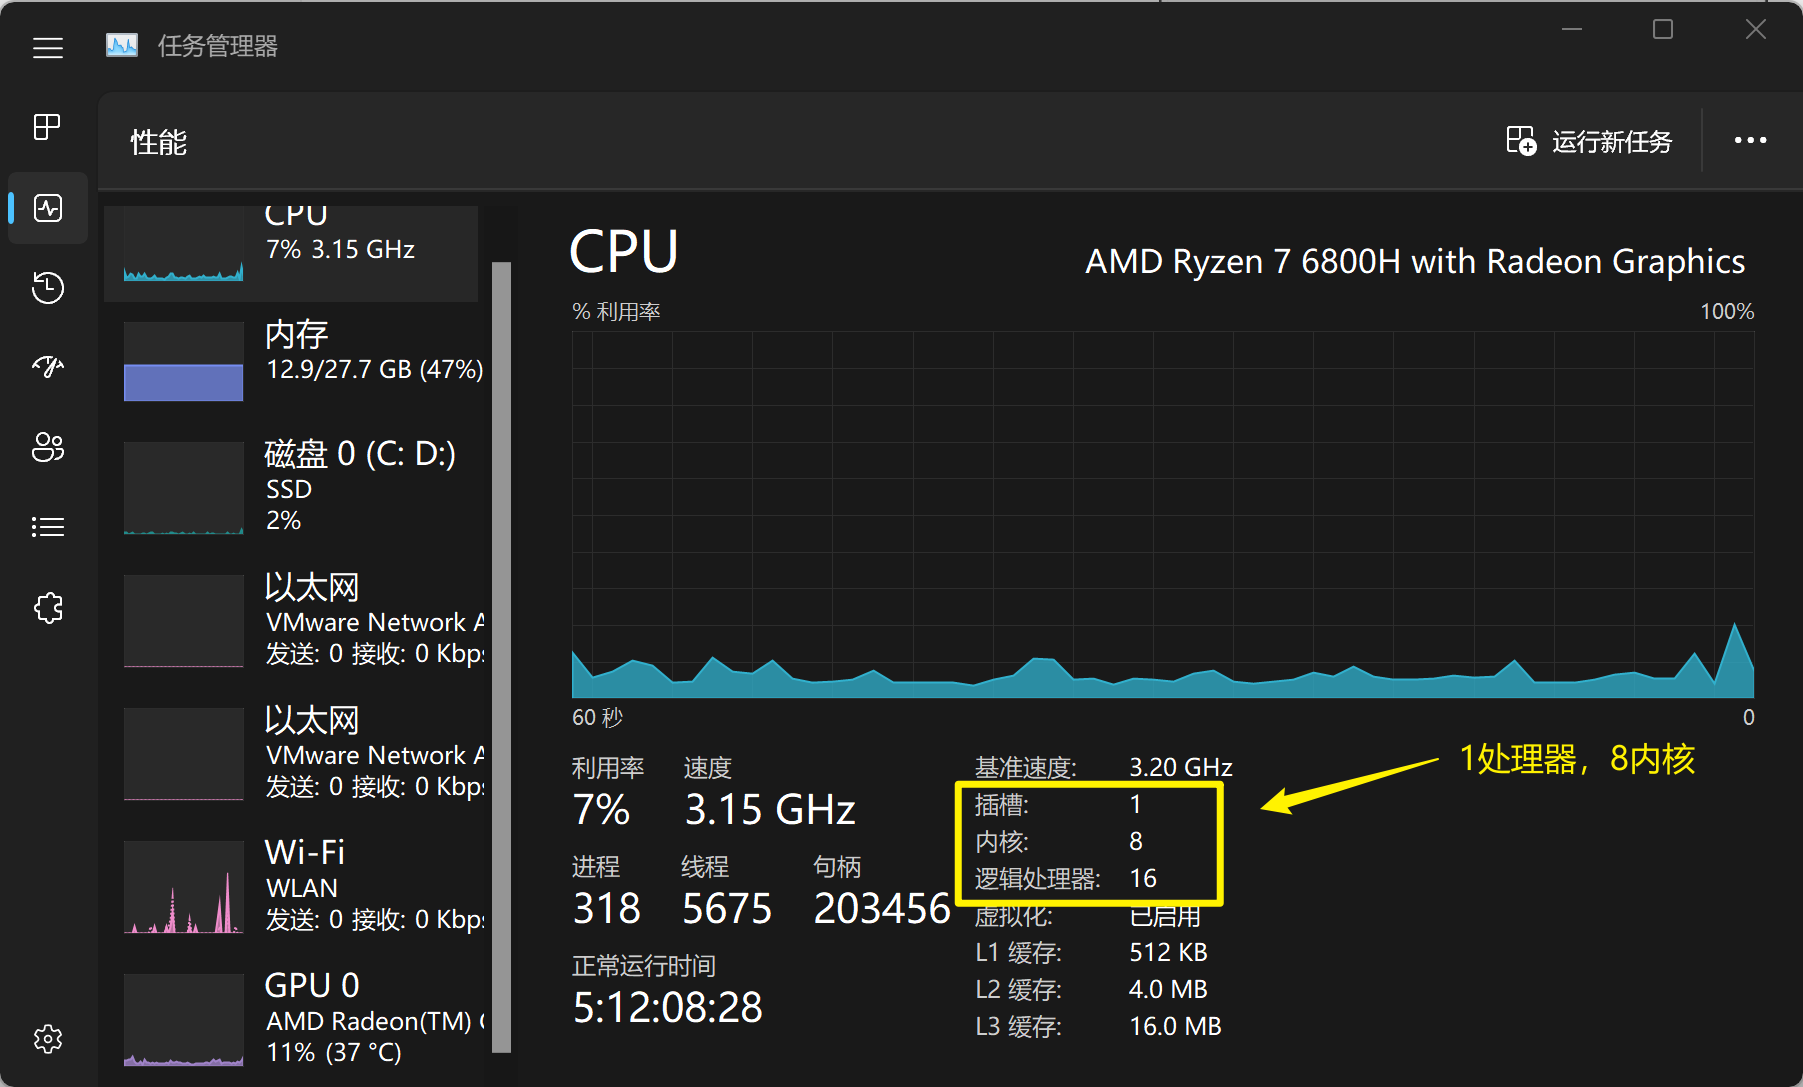 任务管理器
性能
运行新任务
CPU
7% 3.15 GHz
内存
12.9/27.7 GB (47%)
磁盘 0 (C: D:)
SSD
2%
以太网
VMware Network A
发送: 0 接收: 0 Kbps
以太网
VMware Network A
发送: 0 接收: 0 Kbps
Wi-Fi
WLAN
发送: 0 接收: 0 Kbps
GPU 0
AMD Radeon(TM)
11% (37 °C)
CPU
AMD Ryzen 7 6800H with Radeon Graphics
% 利用率
100%
60 秒
0
利用率 速度
7% 3.15 GHz
进程 线程 句柄
318 5675 203456
正常运行时间
5:12:08:28
基准速度: 3.20 GHz
插槽: 1
内核: 8
逻辑处理器: 16
虚拟化: 已启用
L1 缓存: 512 KB
L2 缓存: 4.0 MB
L3 缓存: 16.0 MB
1处理器，8内核